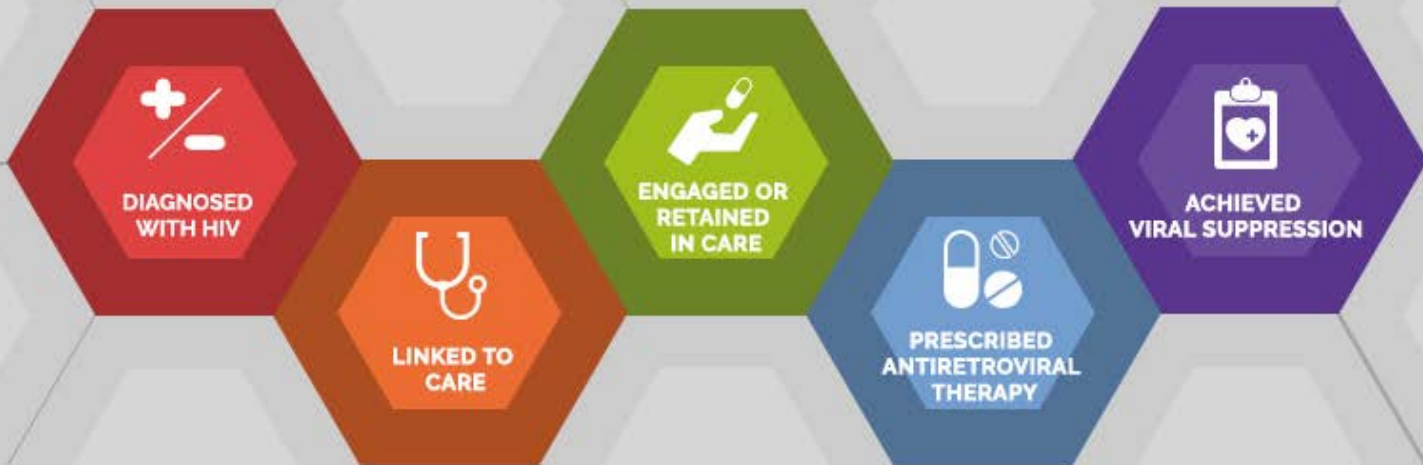 DIAGNOSED
WITH HIV
LINKED TO
CARE
ENGAGED OR
RETAINED
IN CARE
PRESCRIBED
ANTIRETROVIRAL
THERAPY
ACHIEVED
VIRAL SUPPRESSION